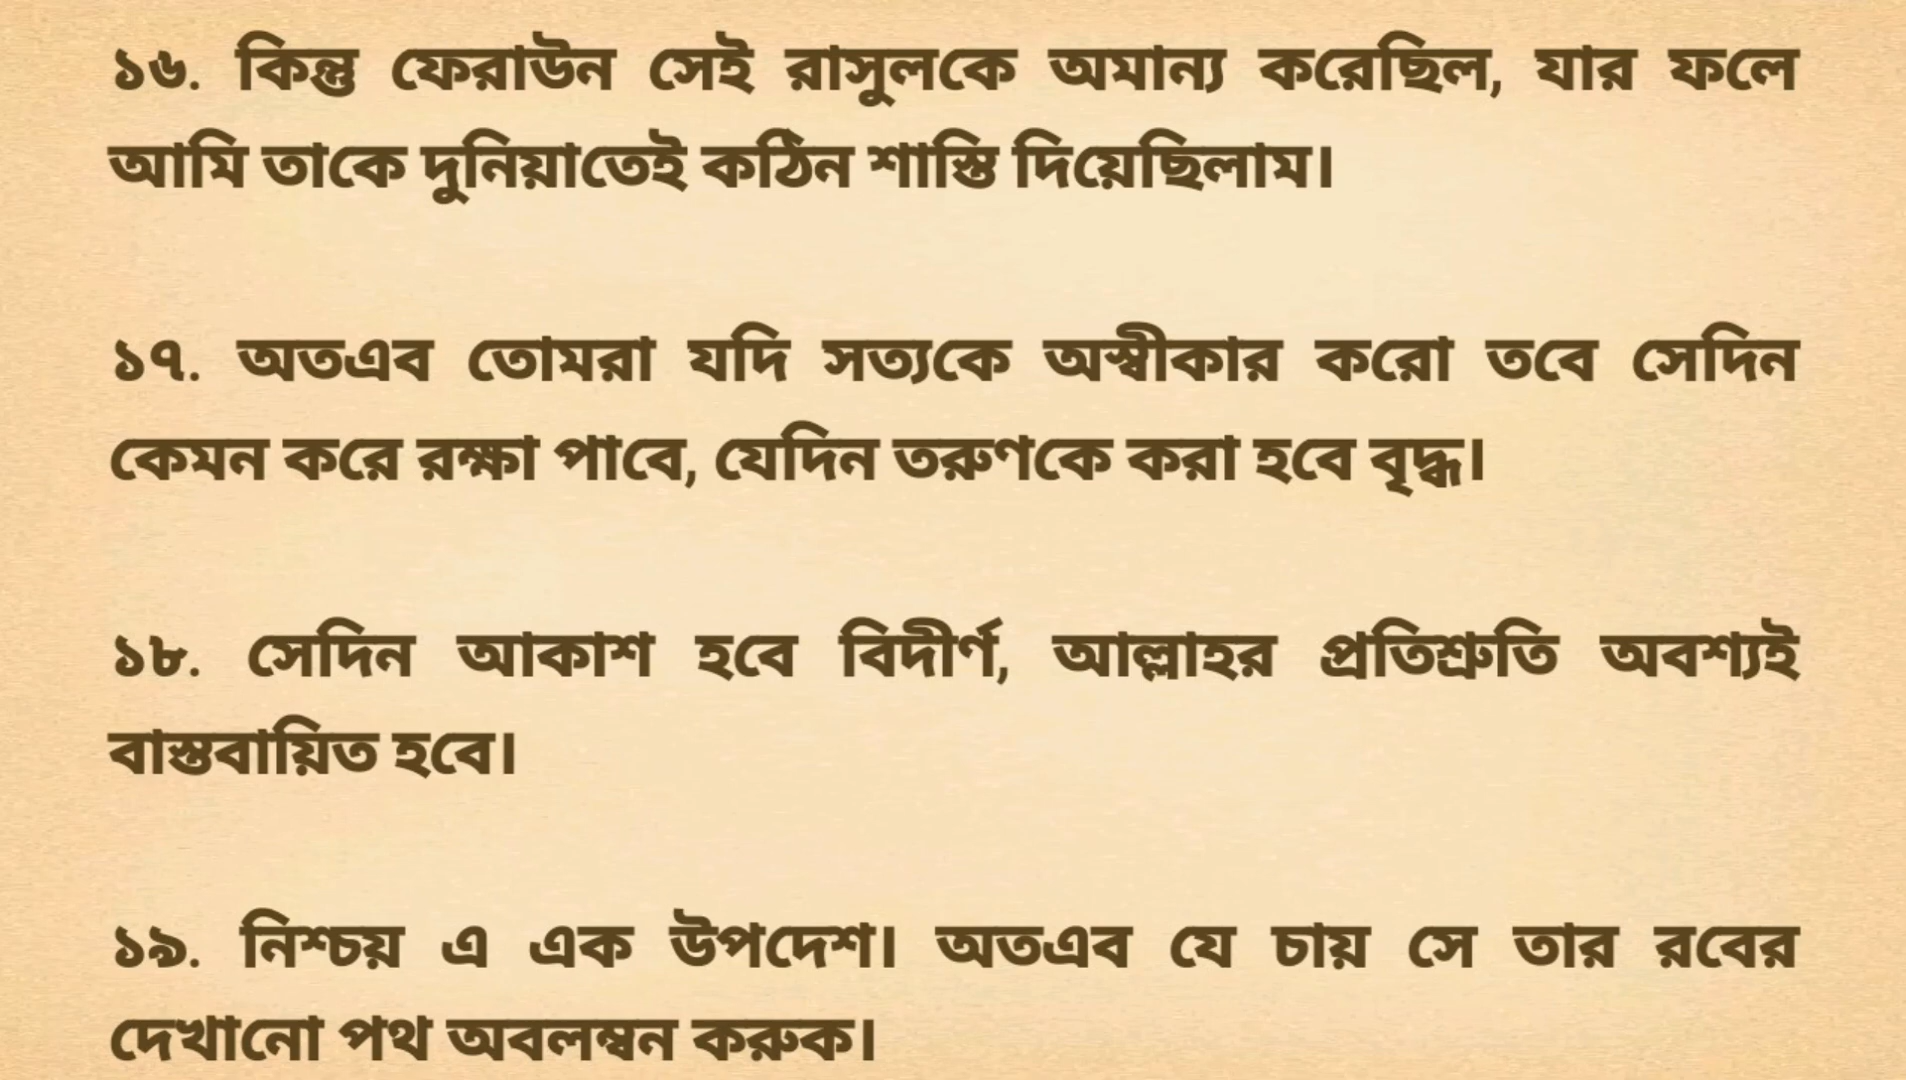 ১৬. কিন্তু ফেরাউন সেই রাসুলকে অমান্য করেছিল, যার ফলে
আমি তাকে দুনিয়াতেই কঠিন শাস্তি দিয়েছিলাম।
১৭. অতএব তোমরা যদি সত্যকে অস্বীকার করো তবে সেদিন
কেমন করে রক্ষা পাবে, যেদিন তরুণকে করা হবে বৃদ্ধ।
১৮. সেদিন আকাশ হবে বিদীর্ণ, আল্লাহর প্রতিশ্রুতি অবশ্যই
বাস্তবায়িত হবে।
১৯. নিশ্চয় এ এক উপদেশ। অতএব যে চায় সে তার রবের
দেখানো পথ অবলম্বন করুক।